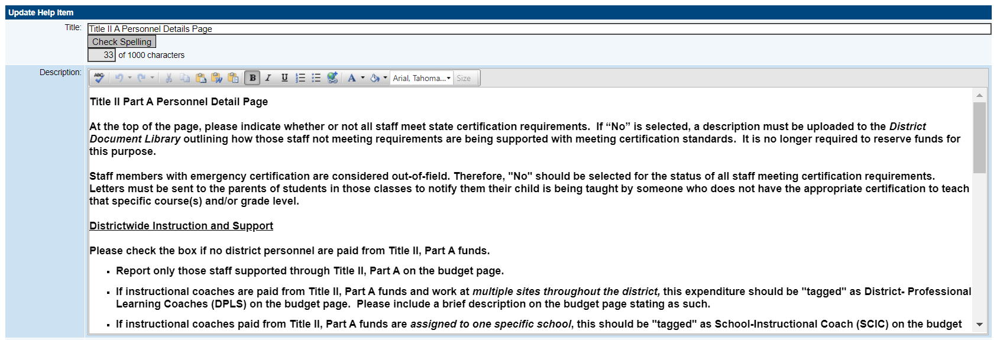 Update Help Item
Title:
Title II A Personnel Details Page
Check Spelling
33 of 1000 characters
Description:
ABC
B I U A Arial, Tahoma... Size
Title II Part A Personnel Detail Page
At the top of the page, please indicate whether or not all staff meet state certification requirements.  If “No” is selected, a description must be uploaded to the District
Document Library outlining how those staff not meeting requirements are being supported with meeting certification standards.  It is no longer required to reserve funds for
this purpose.
Staff members with emergency certification are considered out-of-field. Therefore, "No" should be selected for the status of all staff meeting certification requirements.
Letters must be sent to the parents of students in those classes to notify them their child is being taught by someone who does not have the appropriate certification to teach
that specific course(s) and/or grade level.
Districtwide Instruction and Support
Please check the box if no district personnel are paid from Title II, Part A funds.
▪ Report only those staff supported through Title II, Part A on the budget page.
▪ If instructional coaches are paid from Title II, Part A funds and work at multiple sites throughout the district, this expenditure should be "tagged" as District- Professional
Learning Coaches (DPLS) on the budget page.  Please include a brief description on the budget page stating as such.
▪ If instructional coaches paid from Title II, Part A funds are assigned to one specific school, this should be "tagged" as School-Instructional Coach (SCIC) on the budget